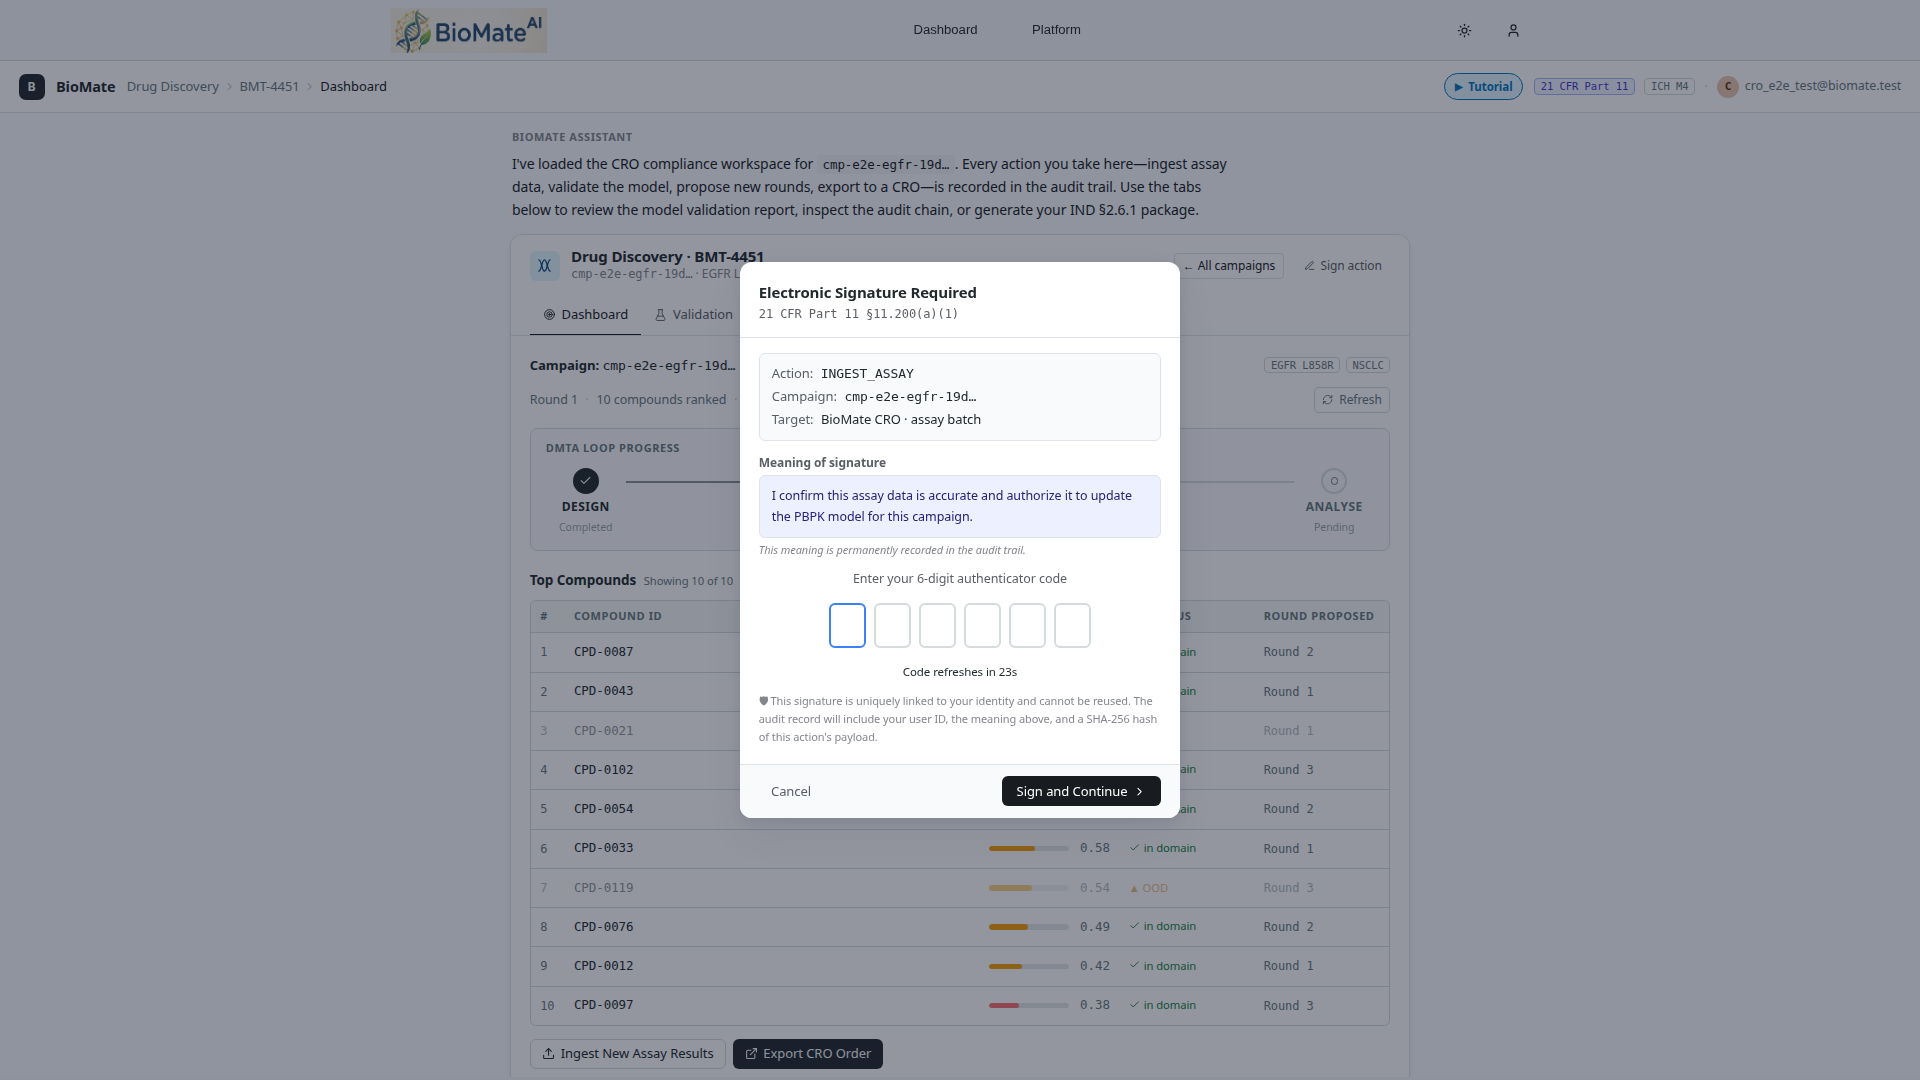 BioMate AI
Dashboard
Platform
B BioMate Drug Discovery › BMT-4451 › Dashboard
▶ Tutorial
21 CFR Part 11
ICH M4
· C cro_e2e_test@biomate.test
BIOMATE ASSISTANT
I've loaded the CRO compliance workspace for cmp-e2e-egfr-19d… . Every action you take here—ingest assay
data, validate the model, propose new rounds, export to a CRO—is recorded in the audit trail. Use the tabs
below to review the model validation report, inspect the audit chain, or generate your IND §2.6.1 package.
Drug Discovery · BMT-4451
cmp-e2e-egfr-19d… · EGFR L
← All campaigns
Sign action
Dashboard
Validation
Campaign: cmp-e2e-egfr-19d…
EGFR L858R
NSCLC
Round 1 · 10 compounds ranked ·
Refresh
DMTA LOOP PROGRESS
DESIGN
Completed
ANALYSE
Pending
Electronic Signature Required
21 CFR Part 11 §11.200(a)(1)
Action: INGEST_ASSAY
Campaign: cmp-e2e-egfr-19d…
Target: BioMate CRO · assay batch
Meaning of signature
I confirm this assay data is accurate and authorize it to update
the PBPK model for this campaign.
This meaning is permanently recorded in the audit trail.
Enter your 6-digit authenticator code
Code refreshes in 23s
This signature is uniquely linked to your identity and cannot be reused. The
audit record will include your user ID, the meaning above, and a SHA-256 hash
of this action's payload.
Cancel
Sign and Continue
Top Compounds Showing 10 of 10
# COMPOUND ID ROUND PROPOSED
1 CPD-0087 Round 2
2 CPD-0043 Round 1
3 CPD-0021 Round 1
4 CPD-0102 Round 3
5 CPD-0054 Round 2
6 CPD-0033 0.58 ✓ in domain Round 1
7 CPD-0119 0.54 ▲ OOD Round 3
8 CPD-0076 0.49 ✓ in domain Round 2
9 CPD-0012 0.42 ✓ in domain Round 1
10 CPD-0097 0.38 ✓ in domain Round 3
Ingest New Assay Results
Export CRO Order